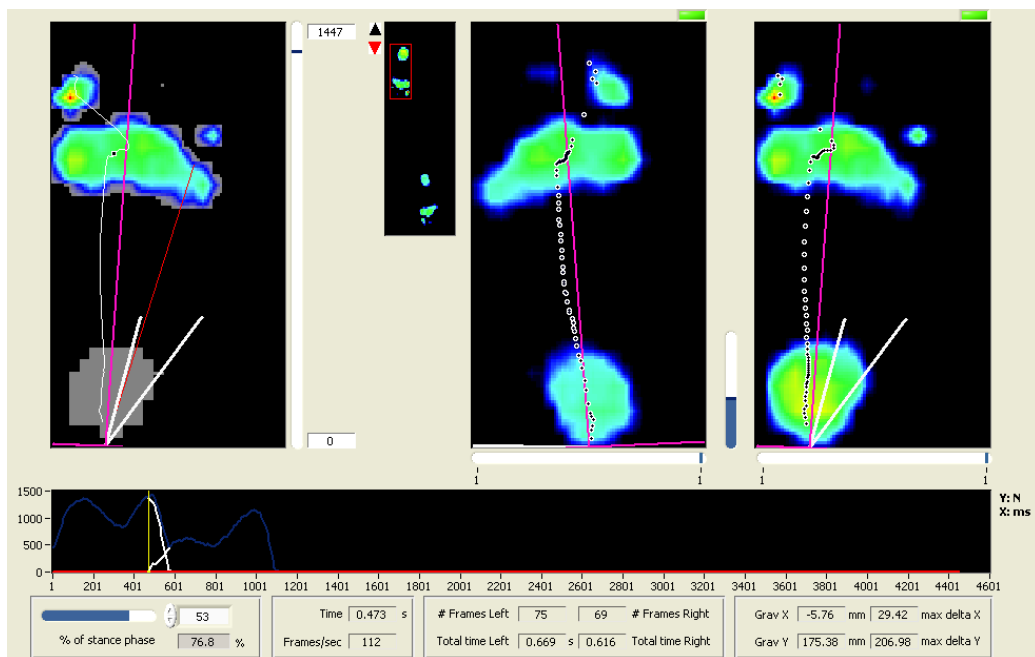 1447
0
1 1 1 1
1500
1000
500
0
Y: N
X: ms
1 201 401 601 801 1001 1201 1401 1601 1801 2001 2201 2401 2601 2801 3001 3401 3601 3801 4001 4201 4401 4601
53
% of stance phase 76.8 %
Time 0.473 s
Frames/sec 112
# Frames Left 75 69 # Frames Right
Total time Left 0.669 s 0.616 Total time Right
Grav X -5.76 mm 29.42 max delta X
Grav Y 175.38 mm 206.98 max delta Y